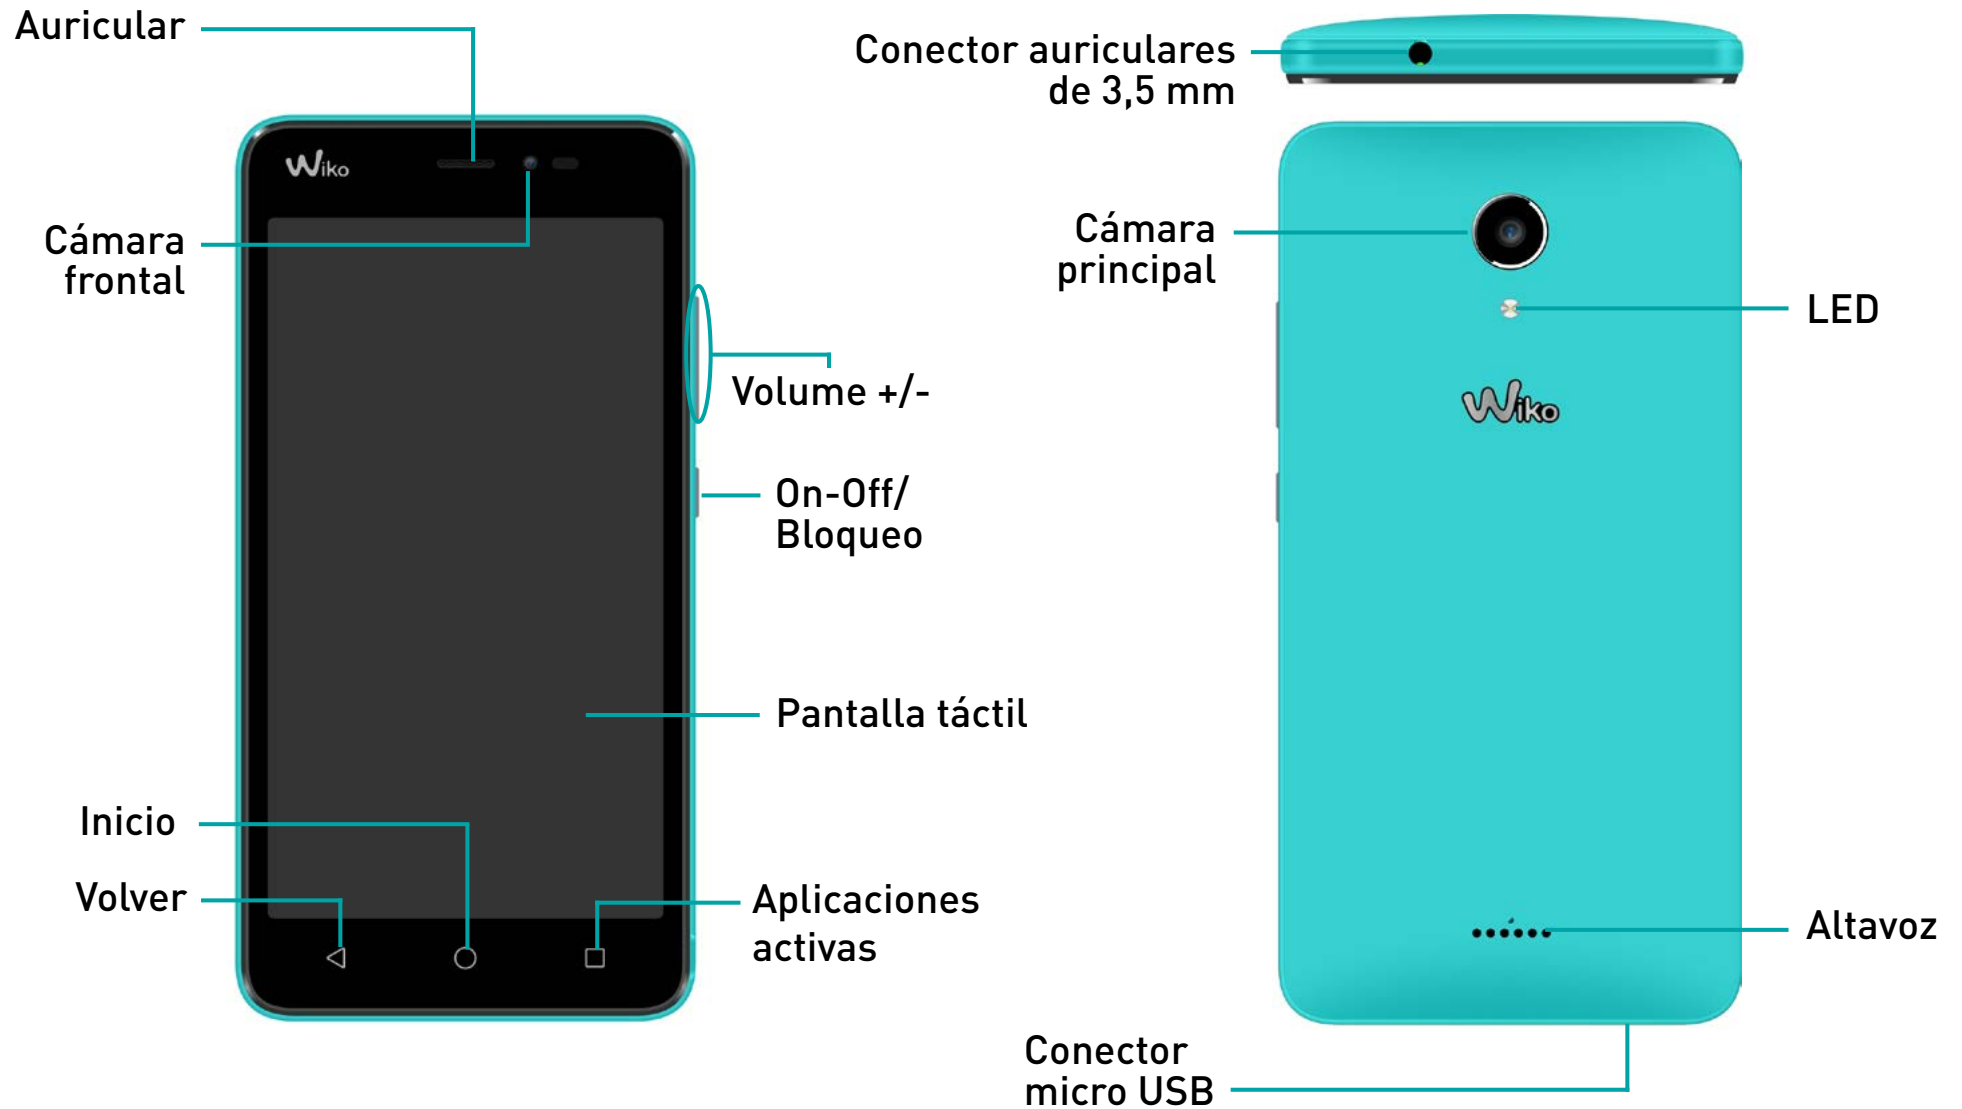 Auricular
Wiko
Cámara
frontal
Volume +/-
On-Off/
Bloqueo
Pantalla táctil
Inicio
Volver
Aplicaciones
activas
Conector auriculares
de 3,5 mm
Cámara
principal
LED
Wiko
Altavoz
Conector
micro USB